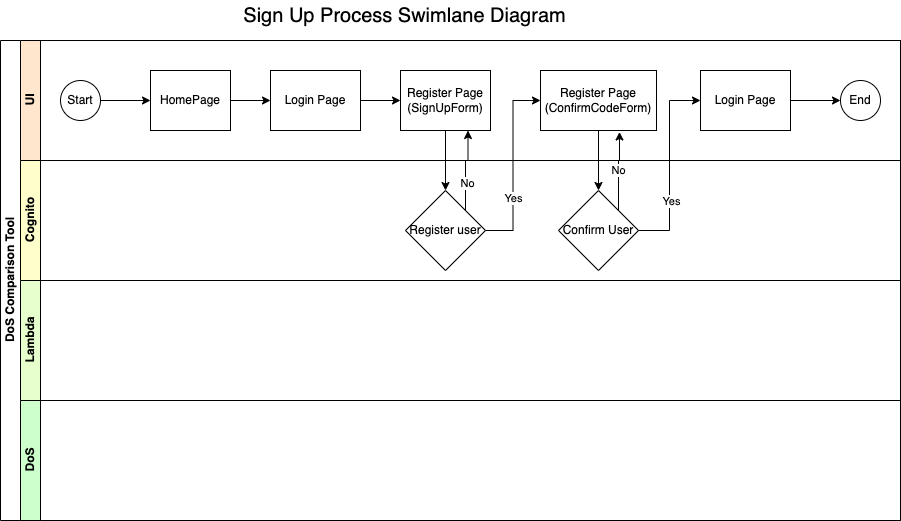 Sign Up Process Swimlane Diagram
DoS Comparison Tool
UI
Start
HomePage
Login Page
Register Page
(SignUpForm)
Register Page
(ConfirmCodeForm)
Login Page
End
Cognito
No
Yes
Register user
No
Yes
Confirm User
Lambda
DoS